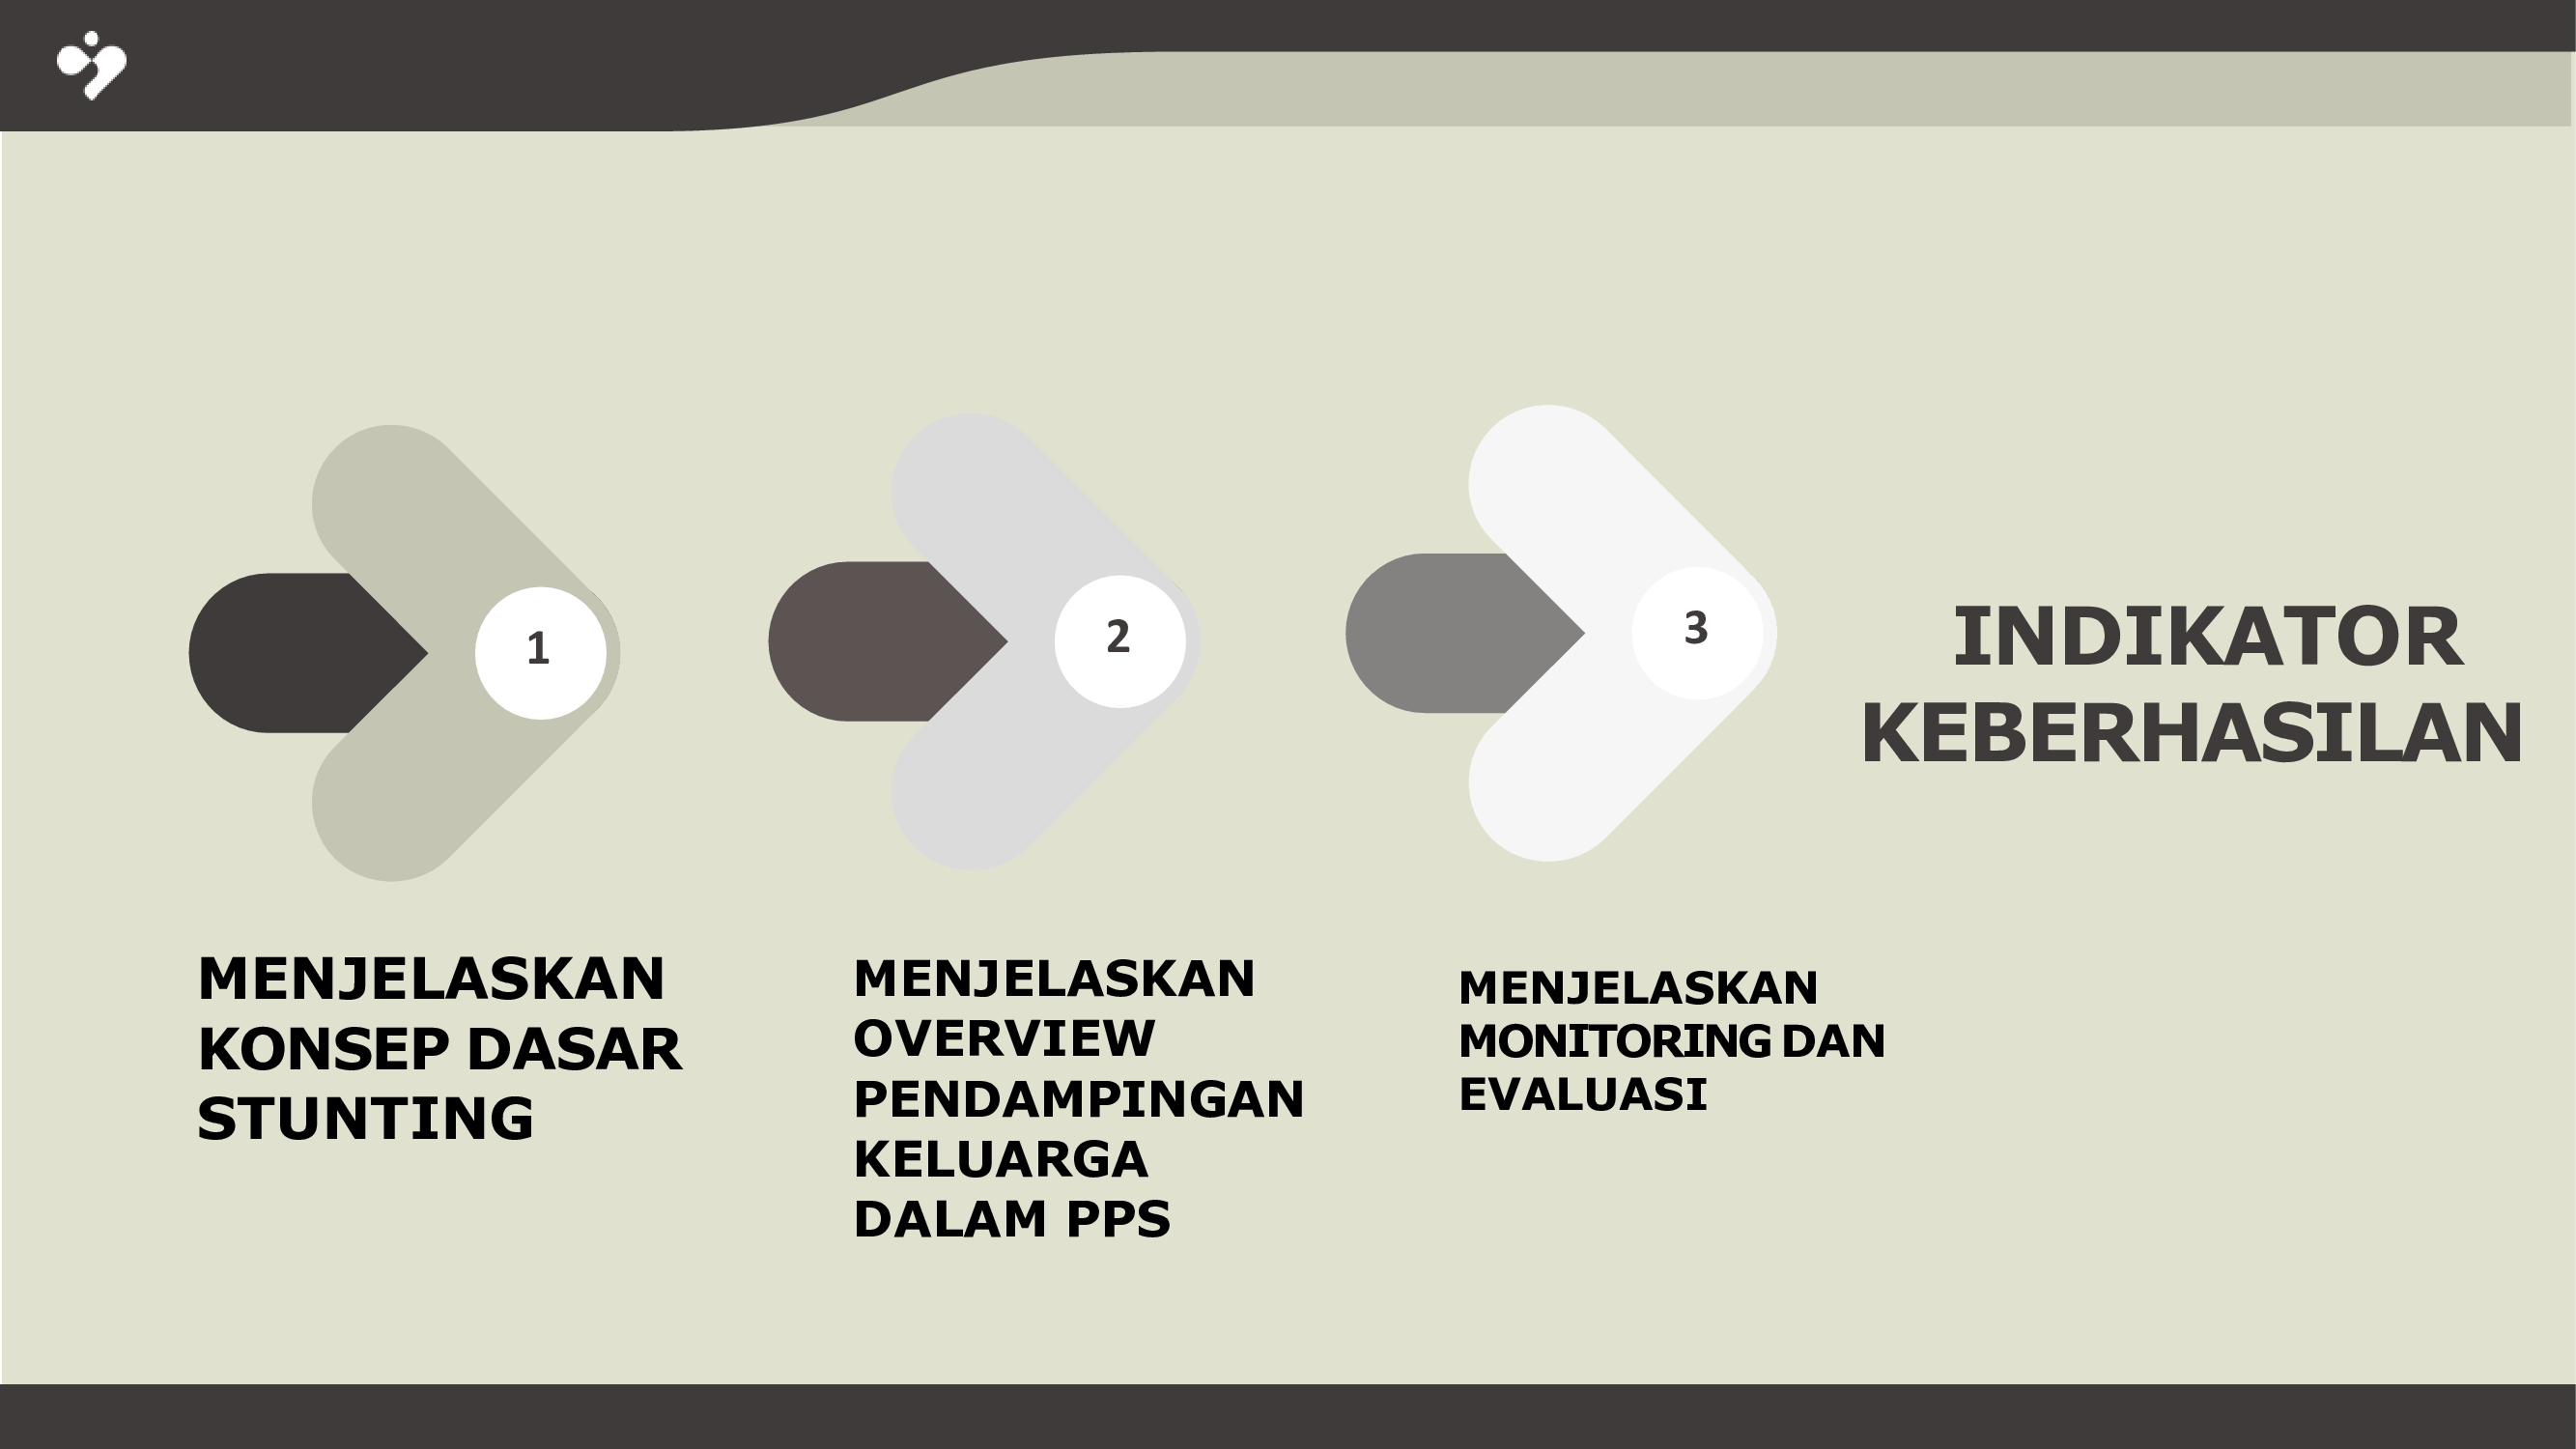 1
2
3
INDIKATOR
KEBERHASILAN
MENJELASKAN
KONSEP DASAR
STUNTING
MENJELASKAN
OVERVIEW
PENDAMPINGAN
KELUARGA
DALAM PPS
MENJELASKAN
MONITORING DAN
EVALUASI